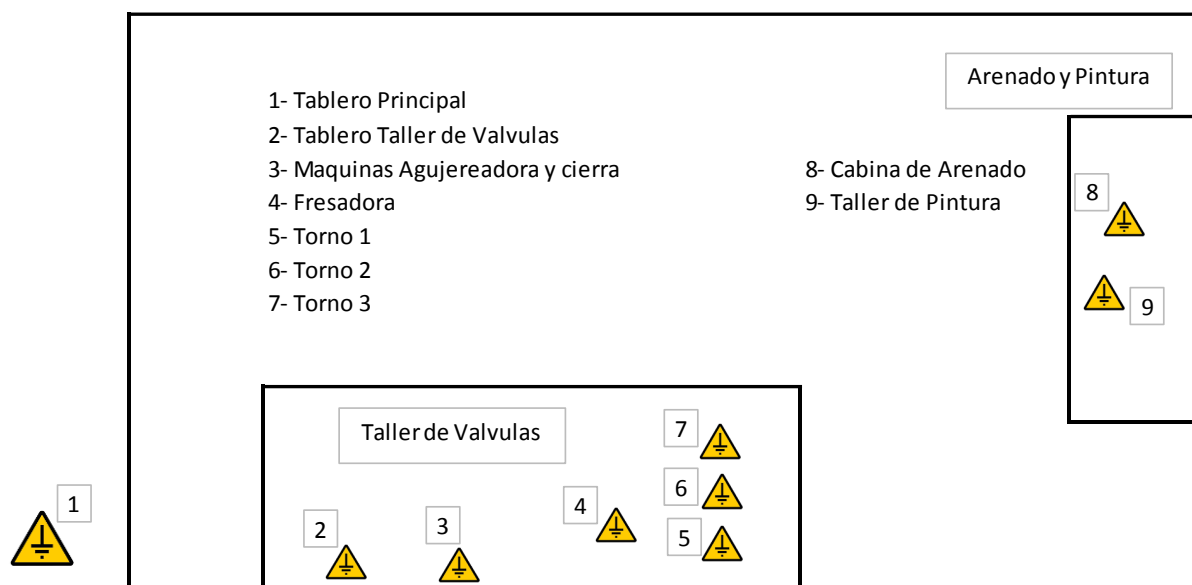 Arenado y Pintura
1- Tablero Principal
2- Tablero Taller de Valvulas
3- Maquinas Agujereadora y cierra
4- Fresadora
5- Torno 1
6- Torno 2
7- Torno 3
8- Cabina de Arenado
9- Taller de Pintura
8
9
Taller de Valvulas
7
6
5
4
3
2
1